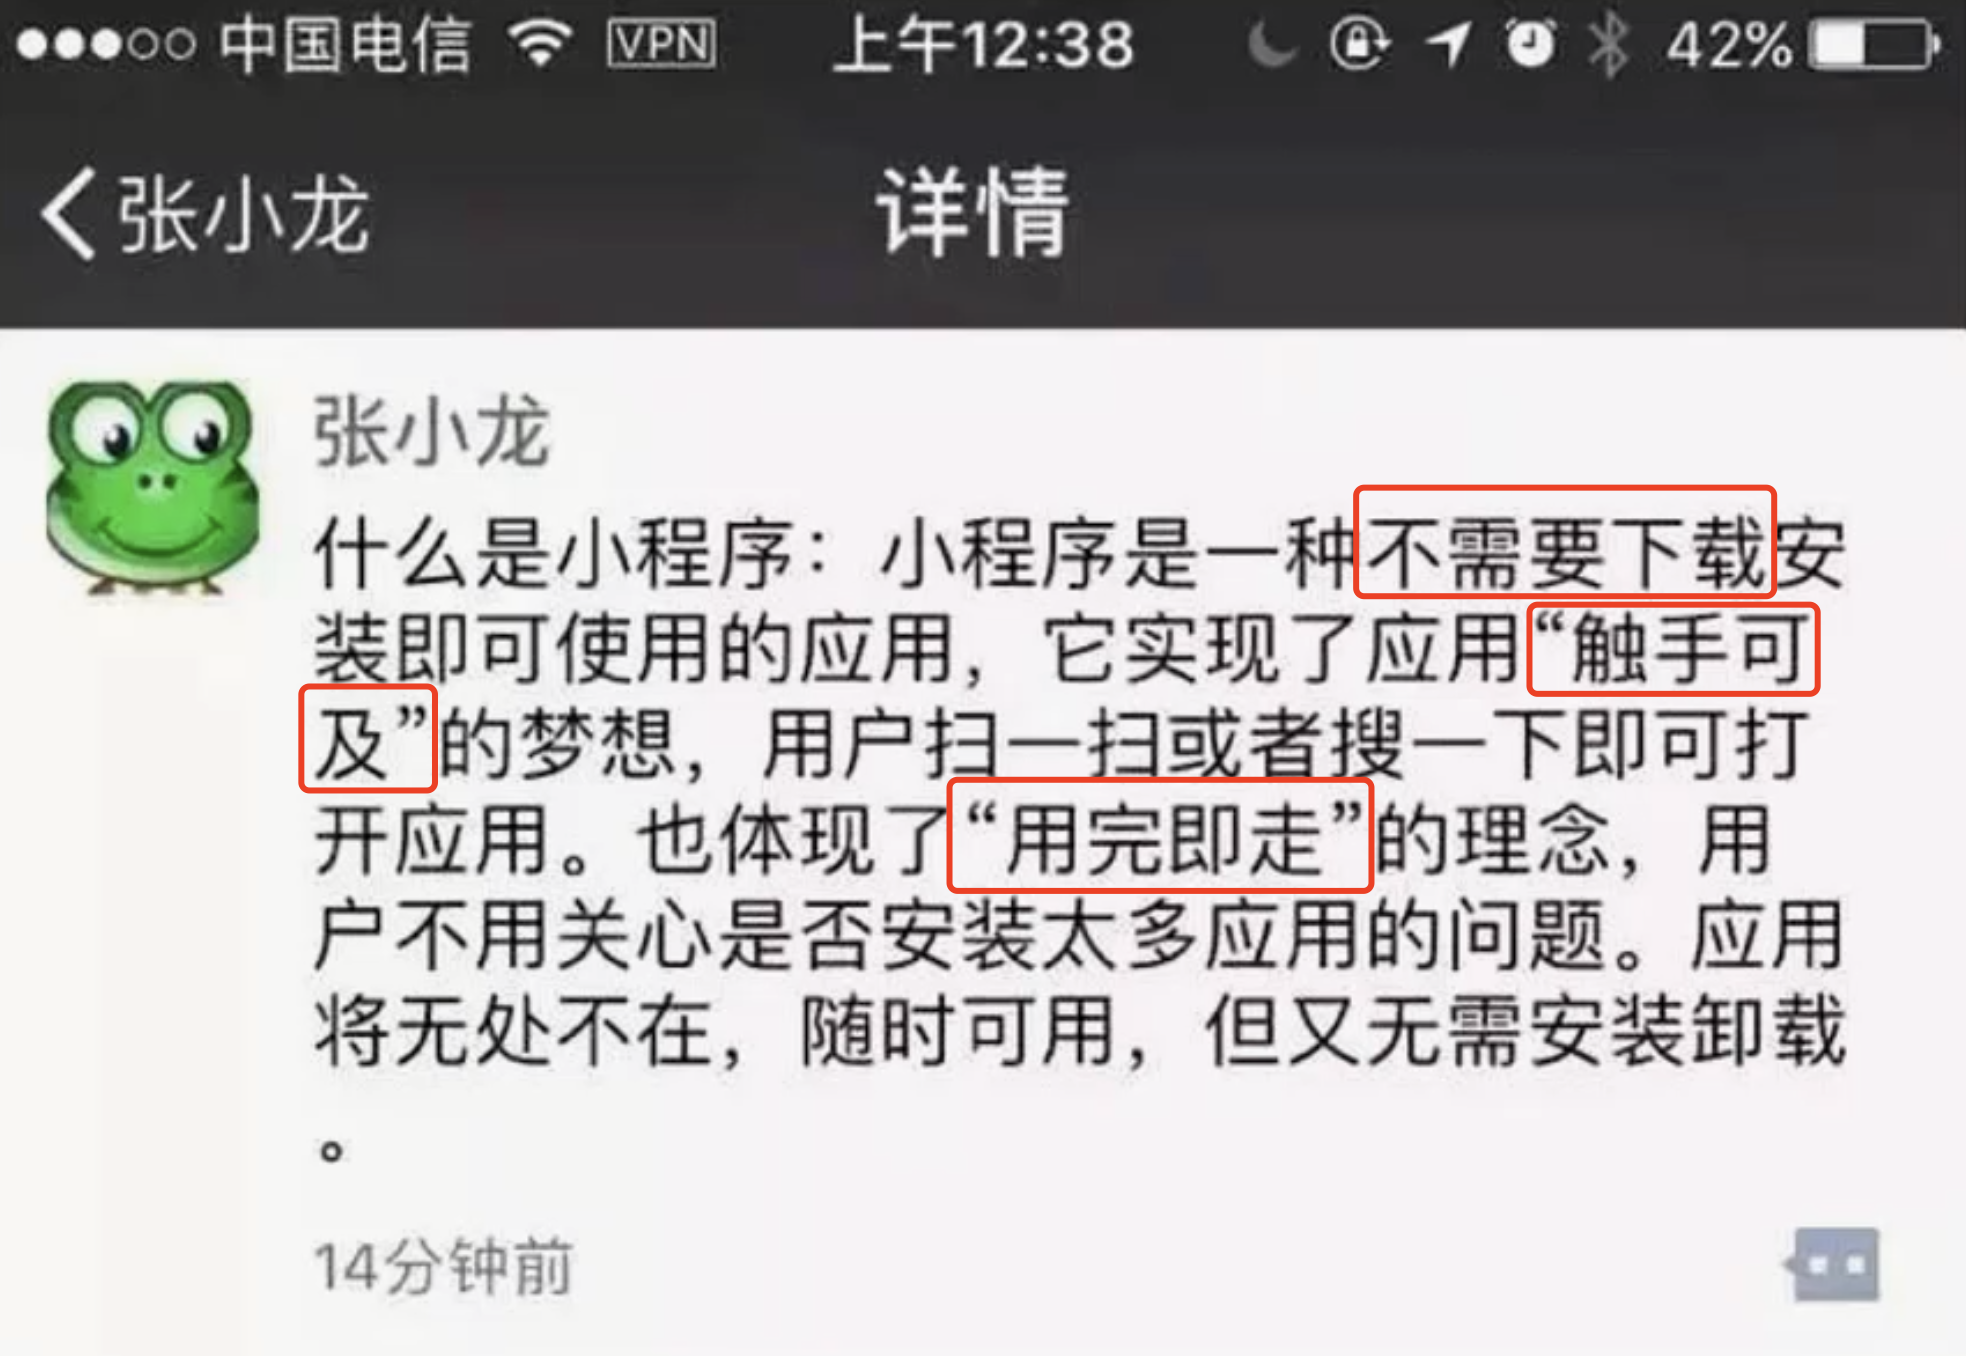 中国电信 VPN 上午12:38 42%
张小龙 详情
张小龙
什么是小程序：小程序是一种不需要下载安
装即可使用的应用，它实现了应用“触手可
及”的梦想，用户扫一扫或者搜一下即可打
开应用。也体现了“用完即走”的理念，用
户不用关心是否安装太多应用的问题。应用
将无处不在，随时可用，但又无需安装卸载
。
14分钟前